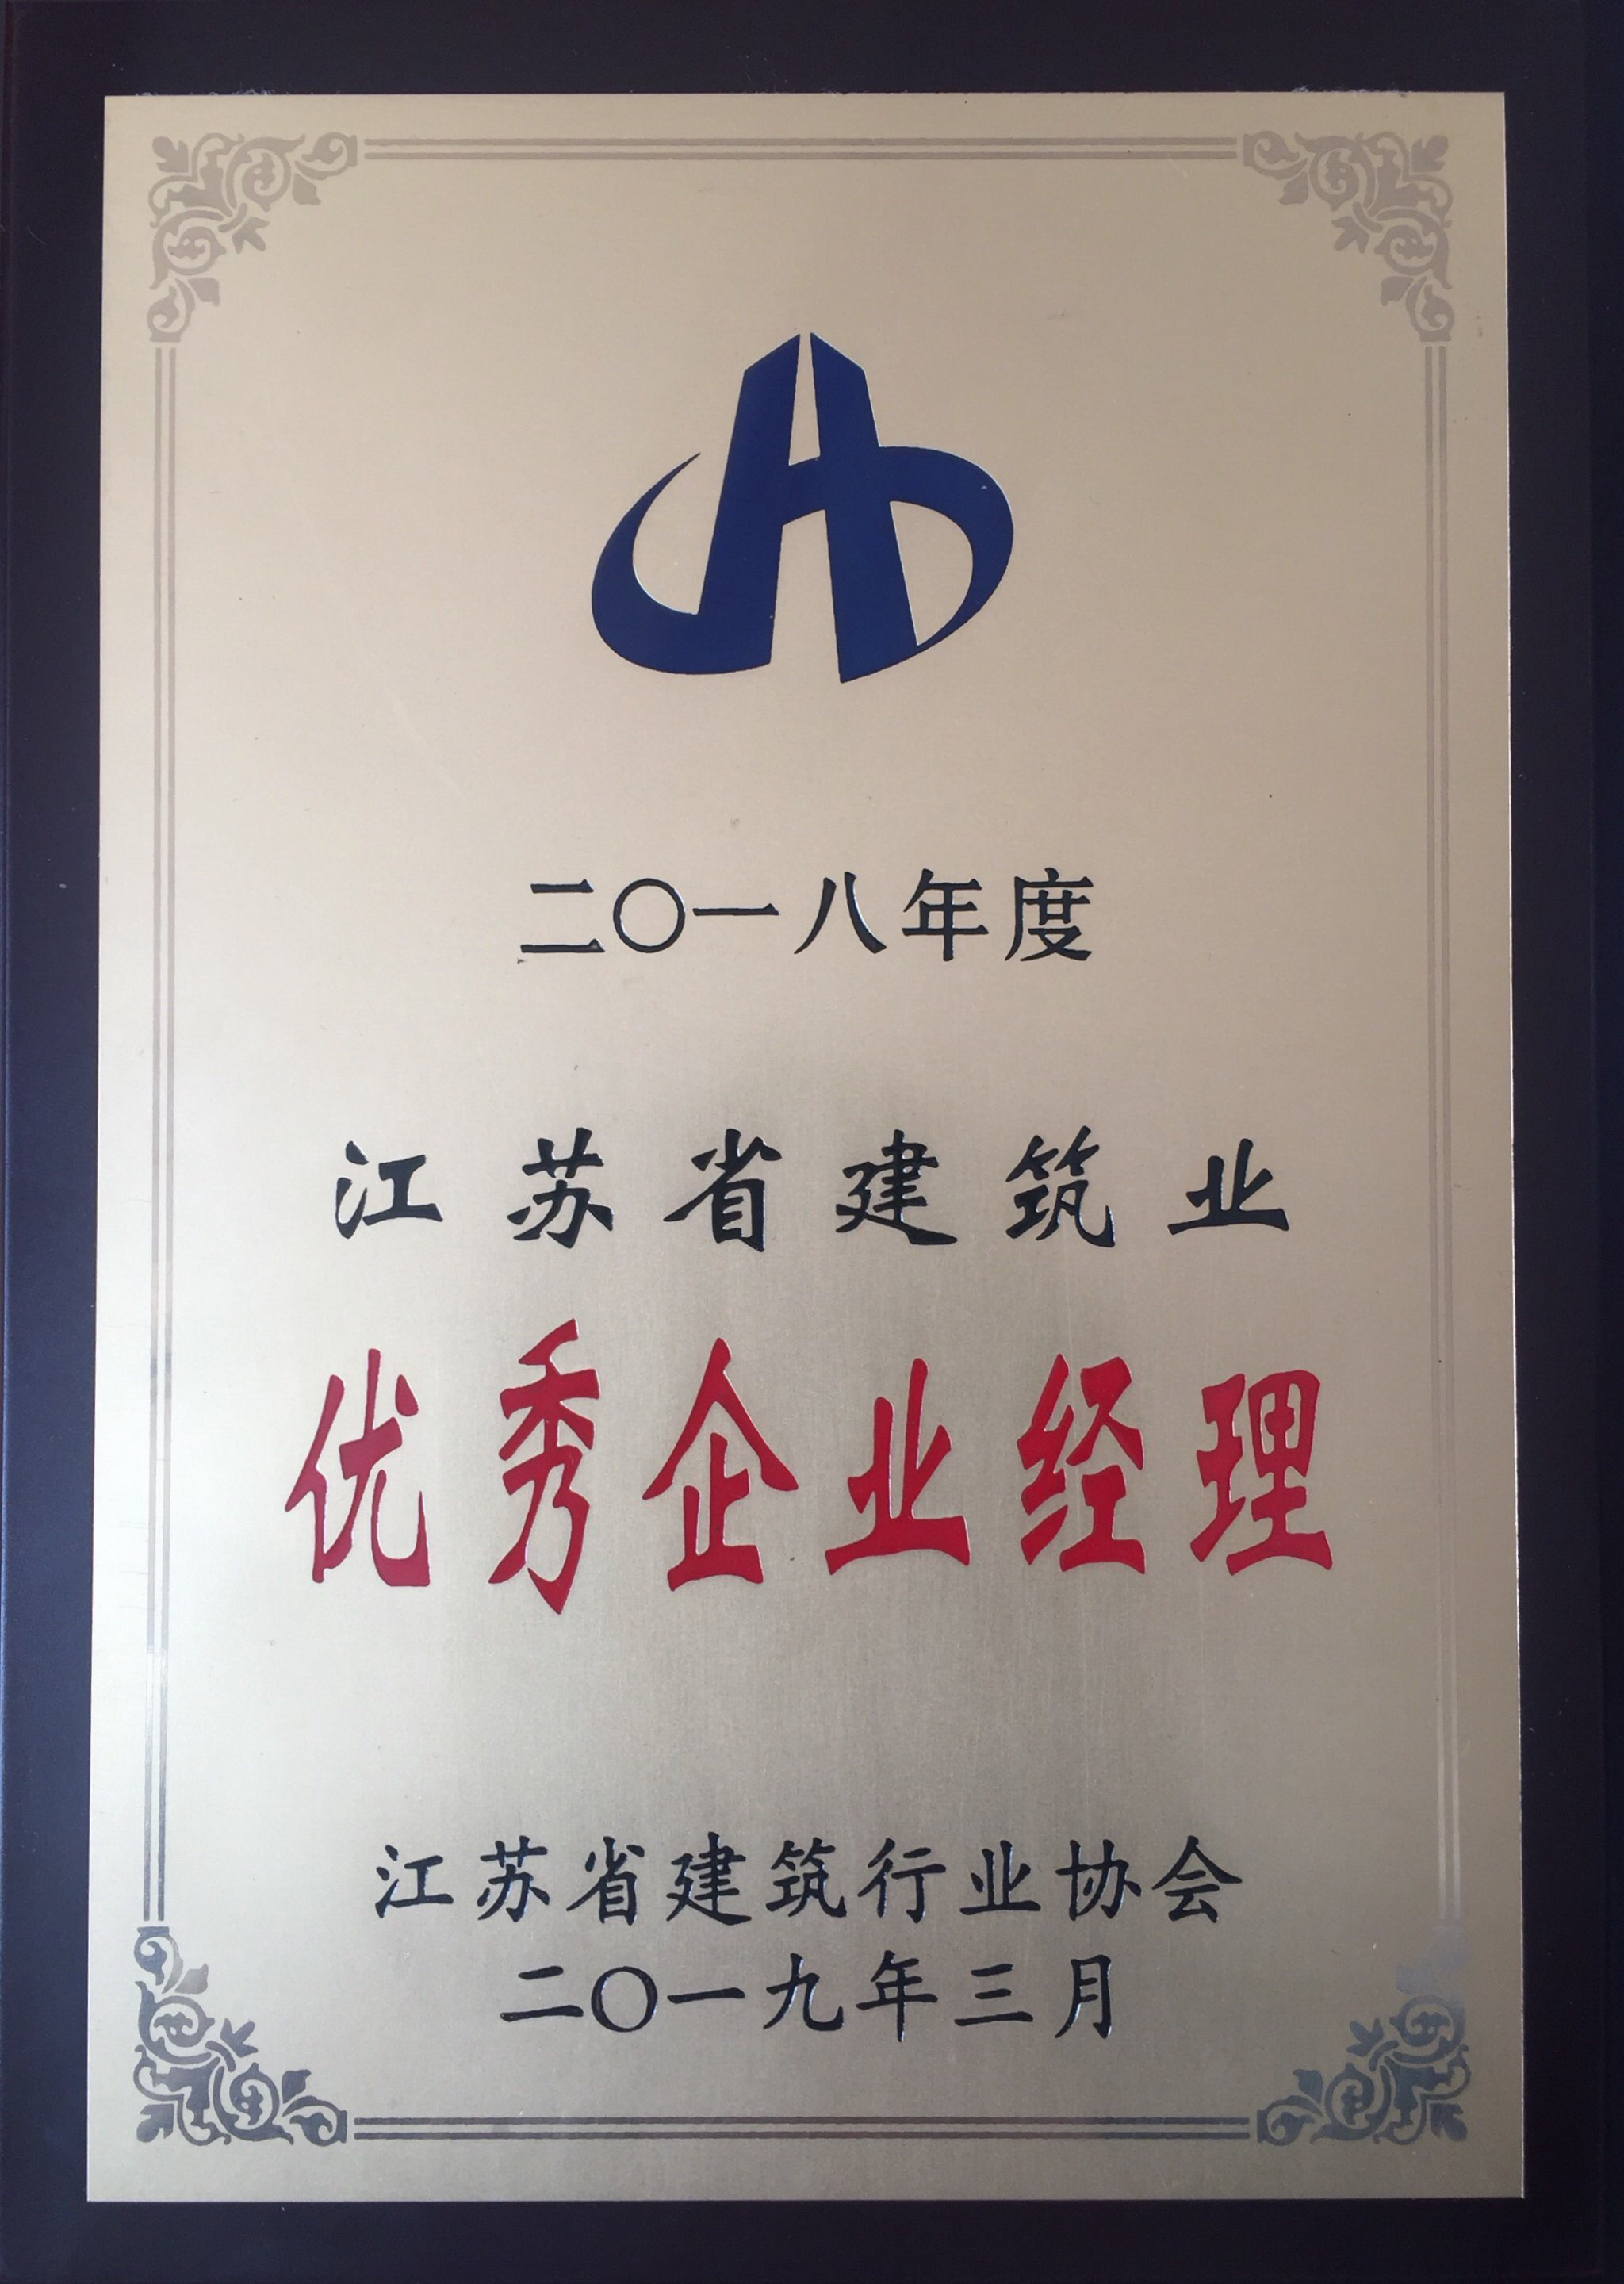 二〇一八年度
江苏省建筑业
优秀企业经理
江苏省建筑行业协会
二〇一九年三月